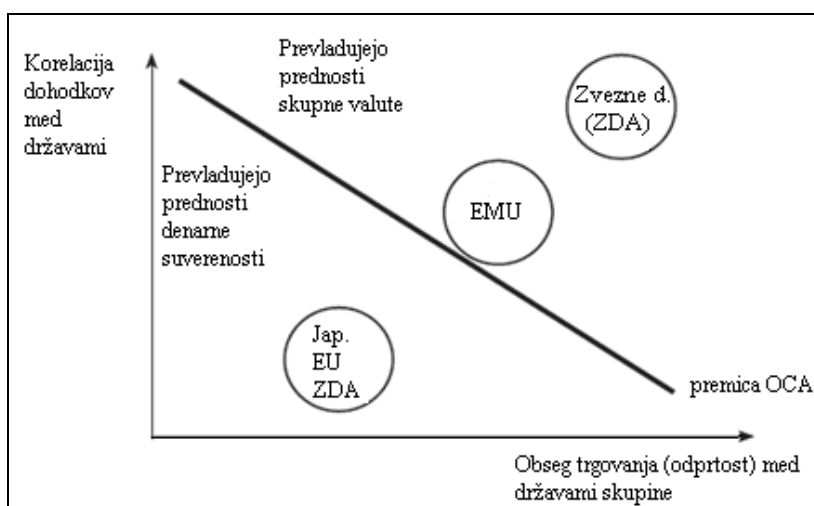 Korelacija
dohodkov
med
državami
Prevladujejo
prednosti
skupne valute
Zvezne d.
(ZDA)
Prevladujejo
prednosti
denarne
suverenosti
EMU
Jap.
EU
ZDA
premica OCA
Obseg trgovanja (odprtost) med
državami skupine